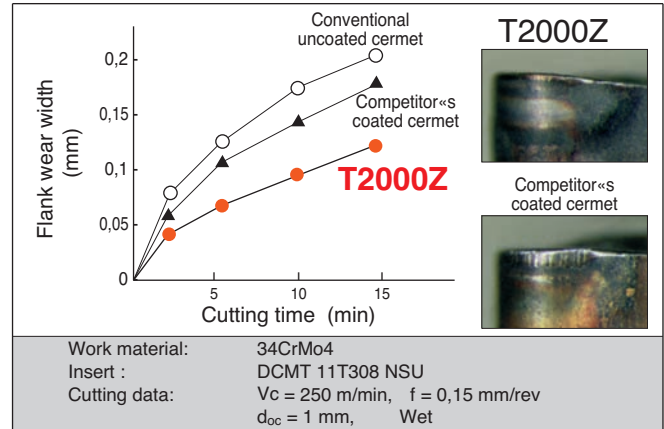 Conventional
uncoated cermet
T2000Z
Flank wear width
(mm)
0,2
0,15
0,1
0,05
0
Competitor«s
coated cermet
T2000Z
5
10
15
Cutting time (min)
Competitor«s
coated cermet
Work material: 34CrMo4
Insert : DCMT 11T308 NSU
Cutting data: Vc = 250 m/min, f = 0,15 mm/rev
doc = 1 mm, Wet